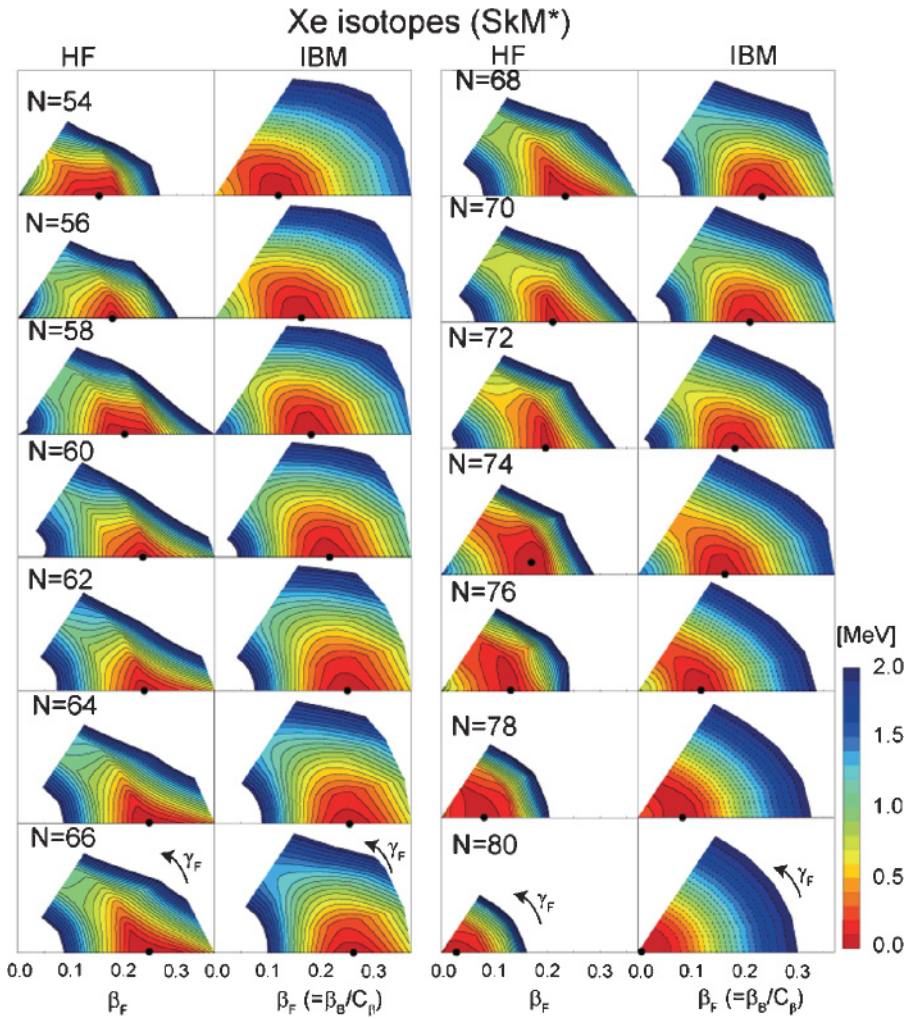 Xe isotopes (SkM*)
HF IBM HF IBM
N=54
N=56
N=58
N=60
N=62
N=64
N=66
γF
γF
N=68
N=70
N=72
N=74
N=76
N=78
N=80
γF
γF
[MeV]
2.0
1.5
1.0
0.5
0.0
0.0 0.1 0.2 0.3 0.0 0.1 0.2 0.3 0.0 0.1 0.2 0.3 0.0 0.1 0.2 0.3
βF βF (=βB/Cβ) βF βF (=βB/Cβ)